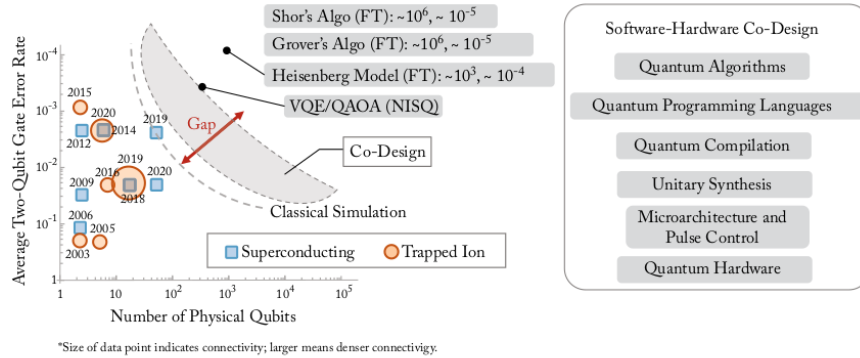 Shor's Algo (FT): ~10⁶, ~ 10⁻⁵
Grover's Algo (FT): ~10⁶, ~ 10⁻⁵
Heisenberg Model (FT): ~10³, ~ 10⁻⁴
VQE/QAOA (NISQ)
Average Two-Qubit Gate Error Rate
10⁻⁴
10⁻³
10⁻²
10⁻¹
1
2015
2020
2014
2012
2019
2019
2016
2018
2020
2009
2006
2005
2003
Gap
Co-Design
Classical Simulation
Superconducting
Trapped Ion
1
10
10²
10³
10⁴
10⁵
Number of Physical Qubits
*Size of data point indicates connectivity; larger means denser connectivigy.
Software-Hardware Co-Design
Quantum Algorithms
Quantum Programming Languages
Quantum Compilation
Unitary Synthesis
Microarchitecture and
Pulse Control
Quantum Hardware